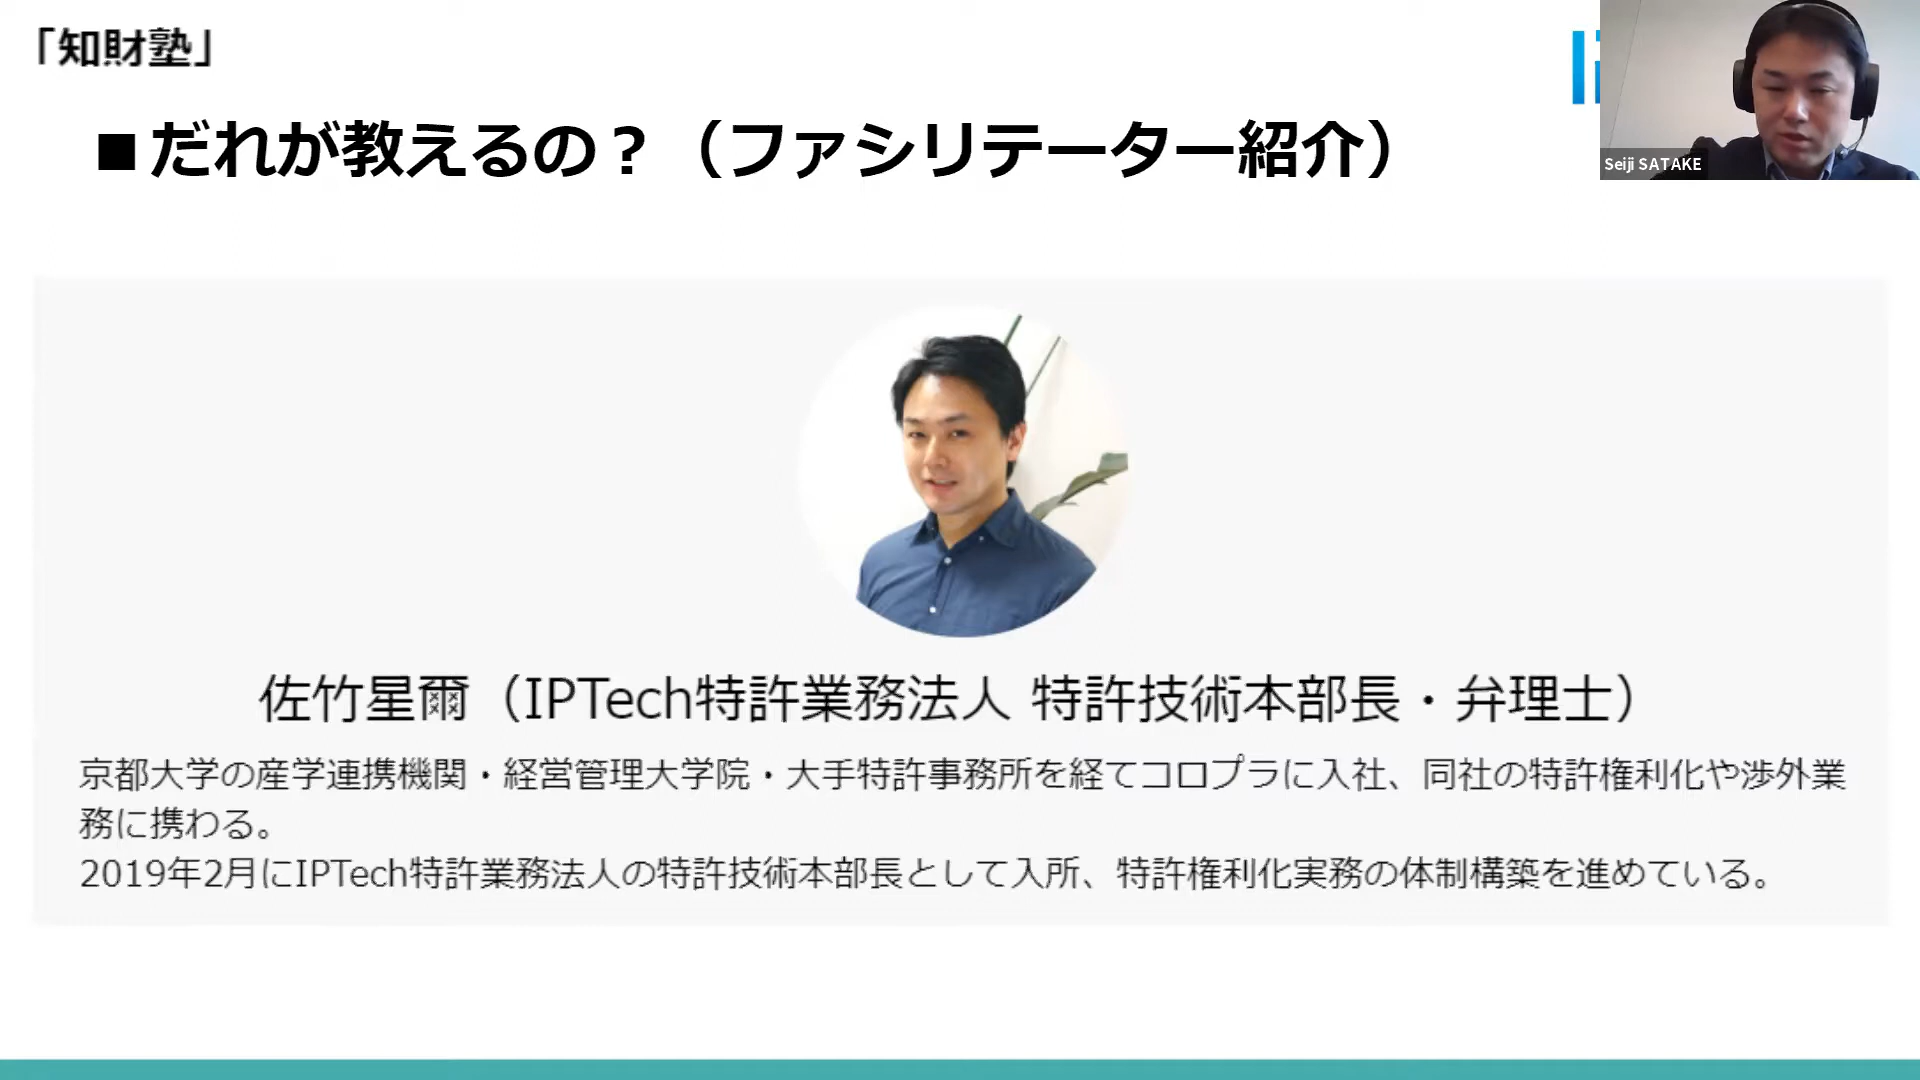 「知財塾」
■だれが教えるの？（ファシリテーター紹介）
Seiji SATAKE
佐竹星爾（IPTech特許業務法人 特許技術本部長・弁理士）
京都大学の産学連携機関・経営管理大学院・大手特許事務所を経てコロプラに入社、同社の特許権利化や渉外業
務に携わる。
2019年2月にIPTech特許業務法人の特許技術本部長として入所、特許権利化実務の体制構築を進めている。